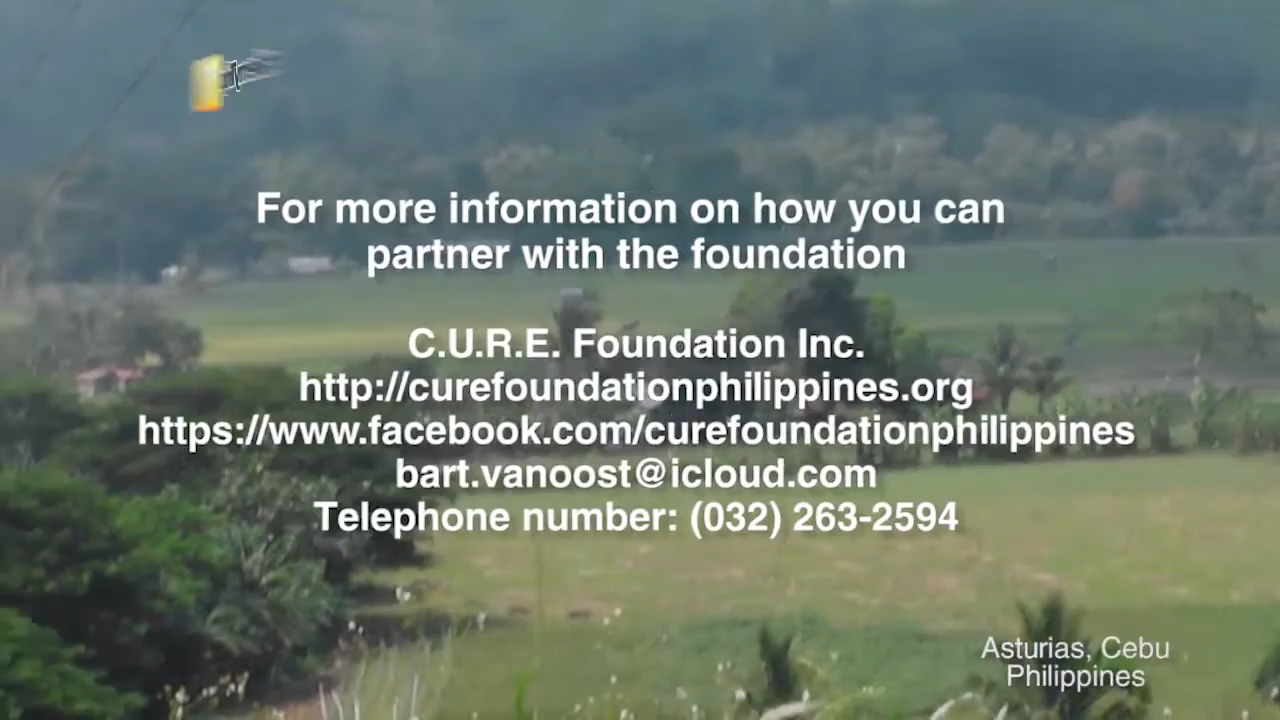 For more information on how you can
partner with the foundation
C.U.R.E. Foundation Inc.
http://curefoundationphilippines.org
https://www.facebook.com/curefoundationphilippines
bart.vanoost@icloud.com
Telephone number: (032) 263-2594
Asturias, Cebu
Philippines